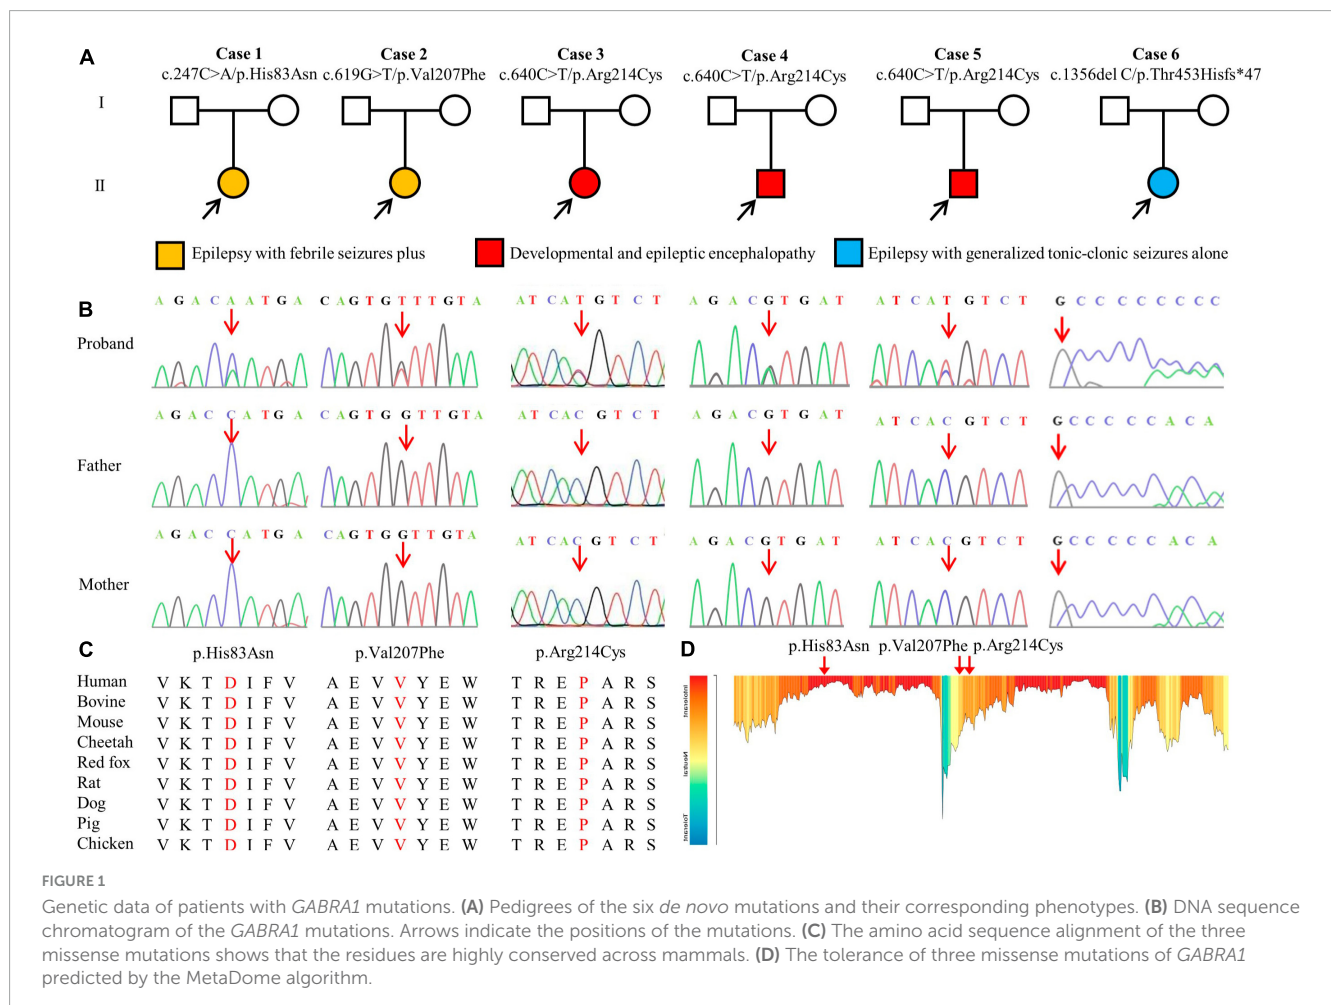 A
Case 1 Case 2 Case 3 Case 4 Case 5 Case 6
c.247C>A/p.His83Asn c.619G>T/p.Val207Phe c.640C>T/p.Arg214Cys c.640C>T/p.Arg214Cys c.640C>T/p.Arg214Cys c.1356del C/p.Thr453Hisfs*47
I
II
Epilepsy with febrile seizures plus Developmental and epileptic encephalopathy Epilepsy with generalized tonic-clonic seizures alone
B
A G A C A A T G A C A G T G T T T G T A A T C A T G T C T A G A C G T G A T A T C A T G T C T G C C C C C C C C
Proband
A G A C C A T G A C A G T G G T T G T A A T C A C G T C T A G A C G T G A T A T C A C G T C T G C C C C C A C A
Father
A G A C C A T G A C A G T G G T T G T A A T C A C G T C T A G A C G T G A T A T C A C G T C T G C C C C C A C A
Mother
C p.His83Asn p.Val207Phe p.Arg214Cys
Human V K T D I F V A E V V Y E W T R E P A R S
Bovine V K T D I F V A E V V Y E W T R E P A R S
Mouse V K T D I F V A E V V Y E W T R E P A R S
Cheetah V K T D I F V A E V V Y E W T R E P A R S
Red fox V K T D I F V A E V V Y E W T R E P A R S
Rat V K T D I F V A E V V Y E W T R E P A R S
Dog V K T D I F V A E V V Y E W T R E P A R S
Pig V K T D I F V A E V V Y E W T R E P A R S
Chicken V K T D I F V A E V V Y E W T R E P A R S
D p.His83Asn p.Val207Phe p.Arg214Cys
Intolerant
Neutral
Tolerant
FIGURE 1
Genetic data of patients with GABRA1 mutations. (A) Pedigrees of the six de novo mutations and their corresponding phenotypes. (B) DNA sequence
chromatogram of the GABRA1 mutations. Arrows indicate the positions of the mutations. (C) The amino acid sequence alignment of the three
missense mutations shows that the residues are highly conserved across mammals. (D) The tolerance of three missense mutations of GABRA1
predicted by the MetaDome algorithm.